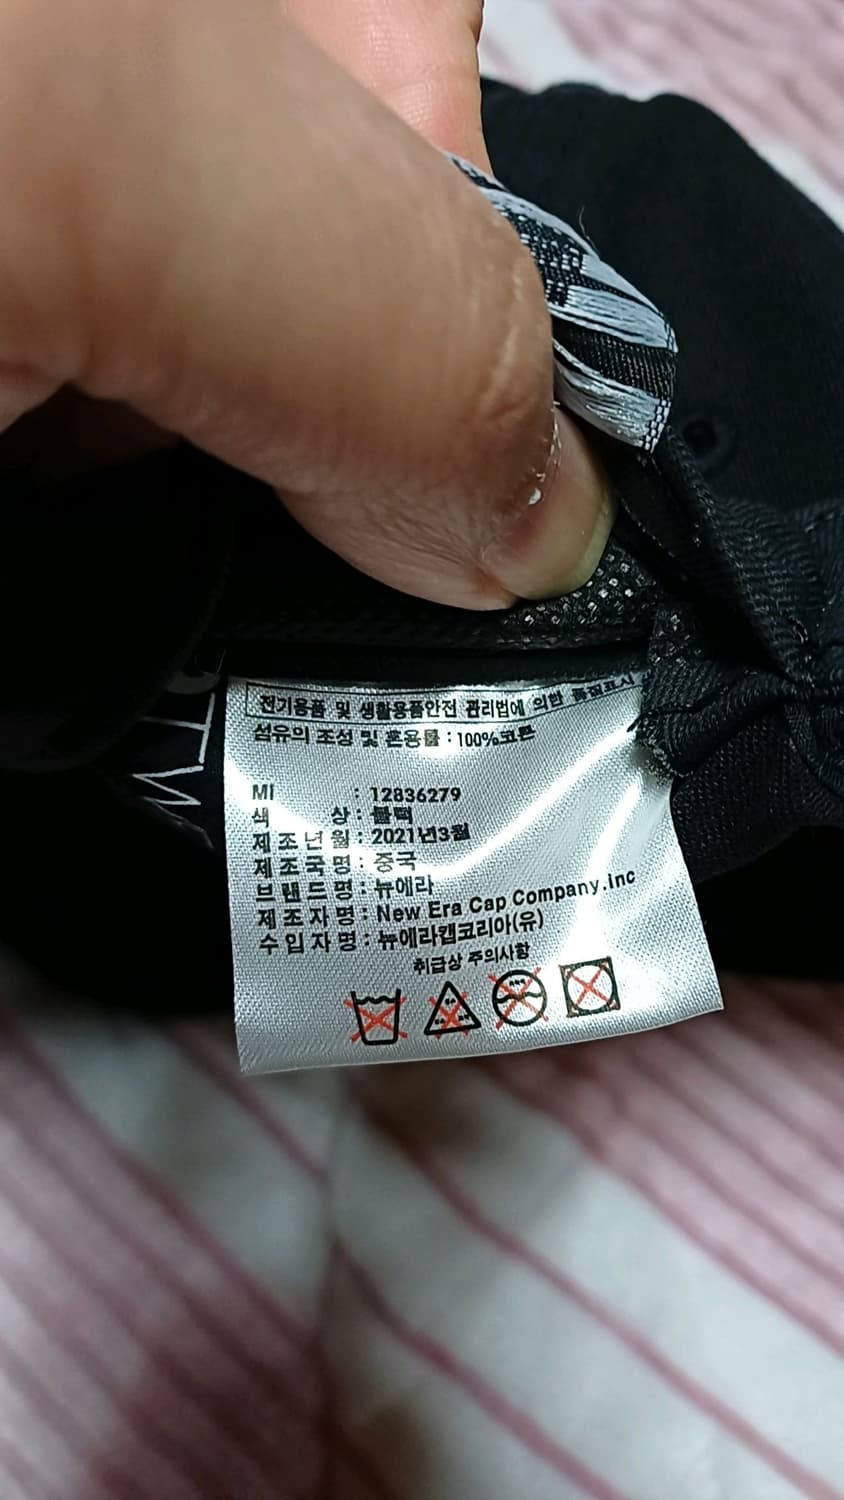 전기용품 및 생활용품안전 관리법에 의한 품질표시
섬유의 조성 및 혼용률 : 100%코튼
MI : 12836279
색 상 : 블랙
제조년월 : 2021년3월
제조국명 : 중국
브랜드명 : 뉴에라
제조자명 : New Era Cap Company.inc
수입자명 : 뉴에라캡코리아(유)
취급상 주의사항